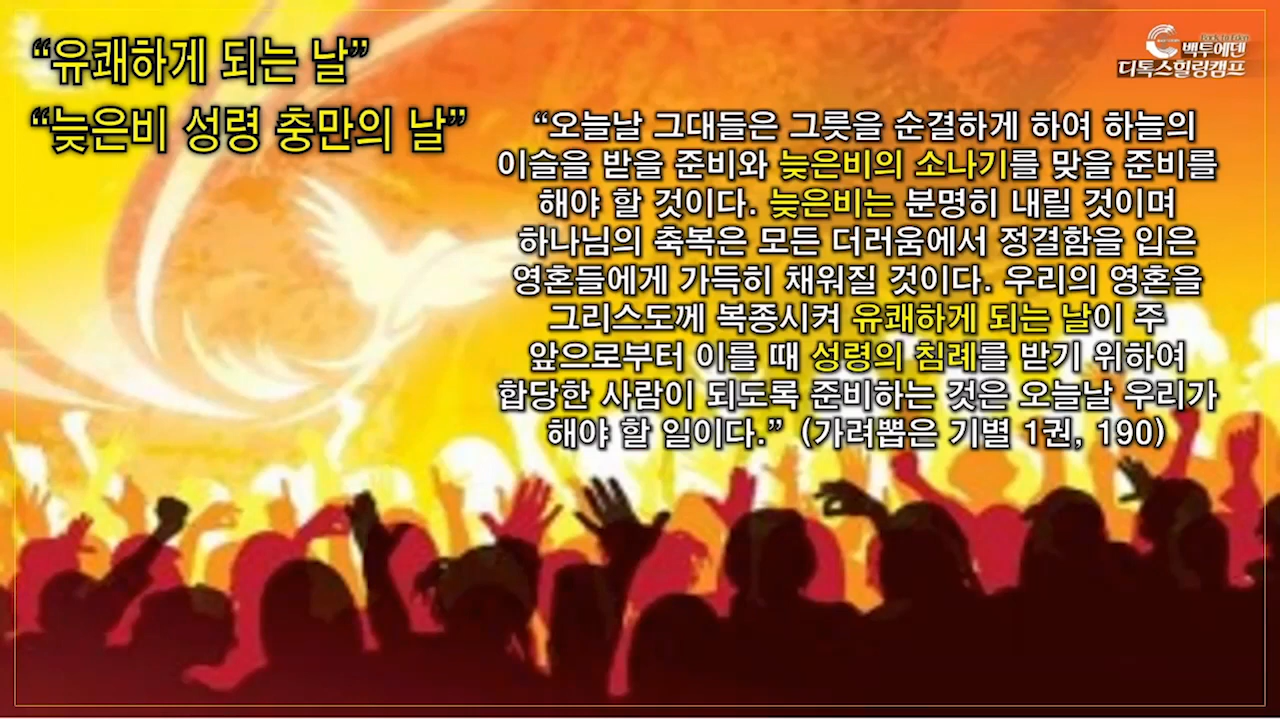 “유쾌하게 되는 날”
“늦은비 성령 충만의 날”
백투에덴
디톡스힐링캠프
“오늘날 그대들은 그릇을 순결하게 하여 하늘의
이슬을 받을 준비와 늦은비의 소나기를 맞을 준비를
해야 할 것이다. 늦은비는 분명히 내릴 것이며
하나님의 축복은 모든 더러움에서 정결함을 입은
영혼들에게 가득히 채워질 것이다. 우리의 영혼을
그리스도께 복종시켜 유쾌하게 되는 날이 주
앞으로부터 이를 때 성령의 침례를 받기 위하여
합당한 사람이 되도록 준비하는 것은 오늘날 우리가
해야 할 일이다.” (가려뽑은 기별 1권, 190)